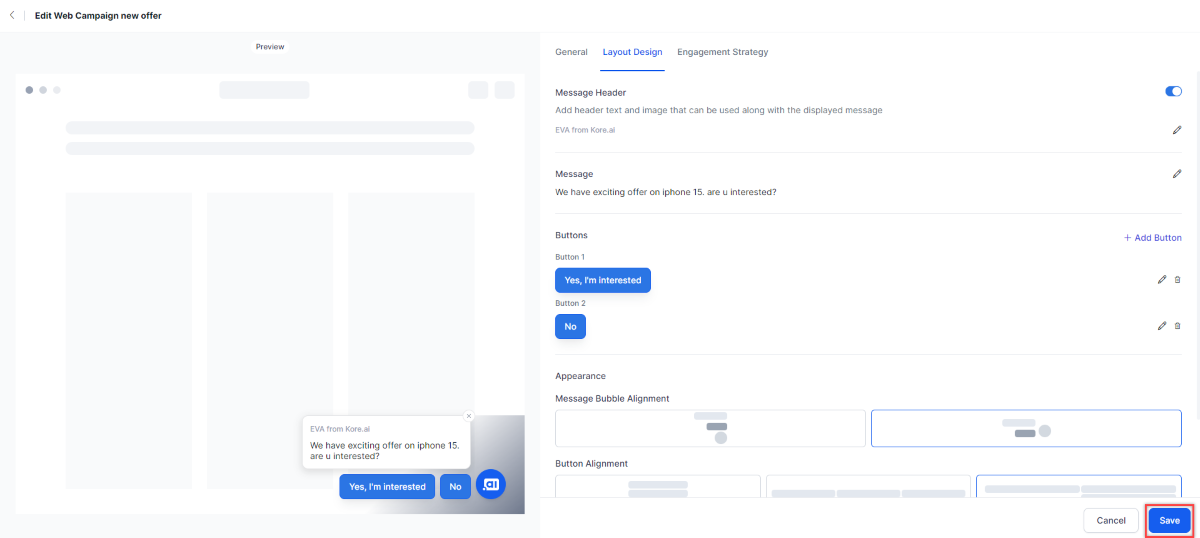 Edit Web Campaign new offer
Preview
EVA from Kore.ai
We have exciting offer on iphone 15.
are u interested?
Yes, I'm interested
No
.ai
General
Layout Design
Engagement Strategy
Message Header
Add header text and image that can be used along with the displayed message
EVA from Kore.ai
Message
We have exciting offer on iphone 15. are u interested?
Buttons
+ Add Button
Button 1
Yes, I'm interested
Button 2
No
Appearance
Message Bubble Alignment
Button Alignment
Cancel
Save